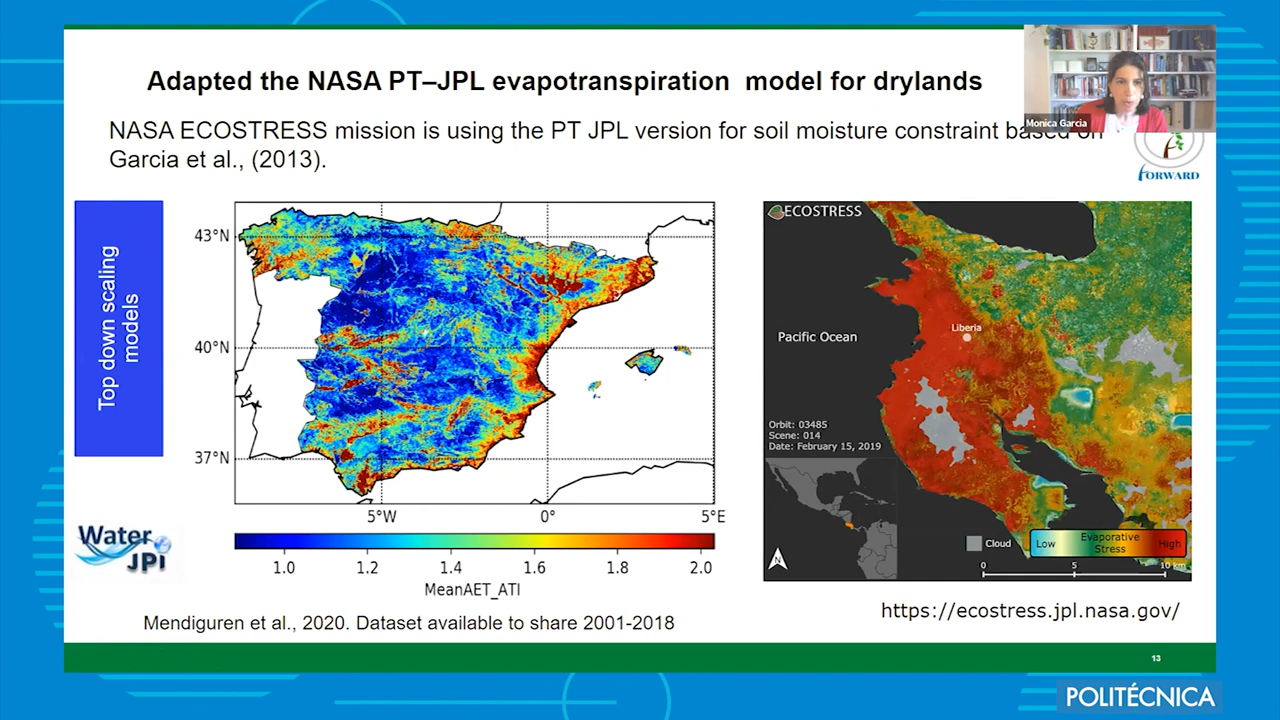 Adapted the NASA PT–JPL evapotranspiration model for drylands
Monica Garcia
NASA ECOSTRESS mission is using the PT JPL version for soil moisture constraint based on
Garcia et al., (2013).
FORWARD
Top down scaling
models
43°N
40°N
37°N
5°W
0°
5°E
1.0
1.2
1.4
1.6
1.8
2.0
MeanAET_ATI
ECOSTRESS
Liberia
Pacific Ocean
Orbit: 03485
Scene: 014
Date: February 15, 2019
N
Cloud
Low
Evaporative
Stress
High
0
5
10 km
Water
JPI
Mendiguren et al., 2020. Dataset available to share 2001-2018
https://ecostress.jpl.nasa.gov/
13
POLITÉCNICA